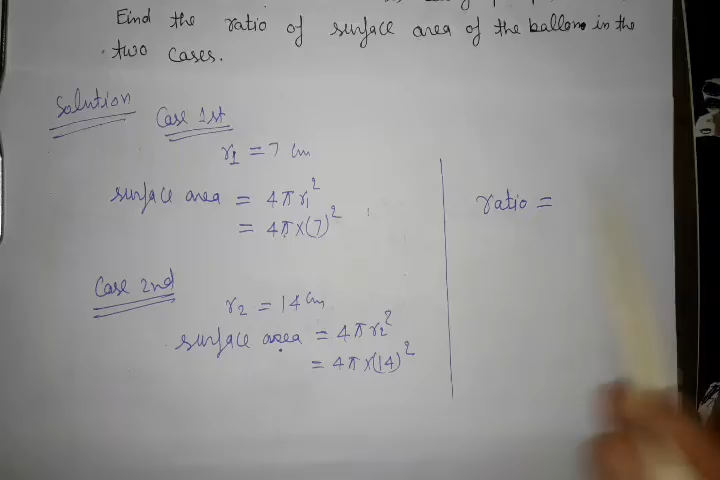 Find the ratio of surface area of the balloon in the
two cases.
Solution
Case 1st
r1 = 7 cm
surface area = 4πr1²
= 4π×(7)²
Case 2nd
r2 = 14 cm
surface area = 4πr2²
= 4π×(14)²
ratio =